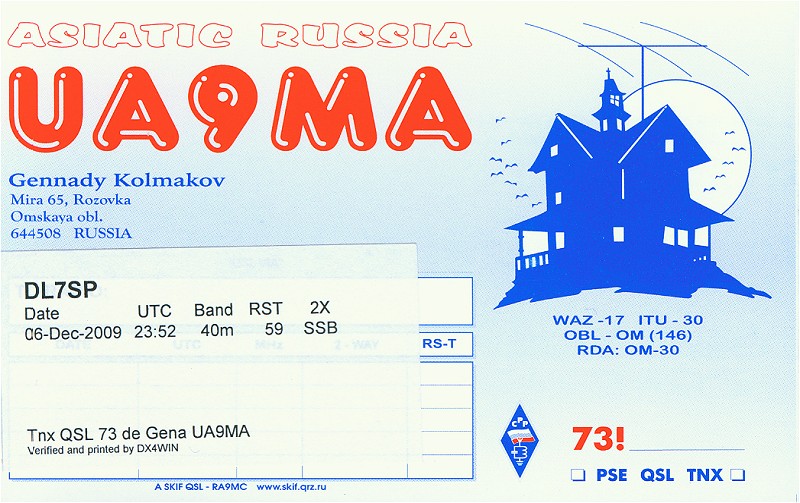 ASIATIC RUSSIA
UA9MA
Gennady Kolmakov
Mira 65, Rozovka
Omskaya obl.
644508 RUSSIA
DL7SP
Date UTC Band RST 2X
06-Dec-2009 23:52 40m 59 SSB
DATE UTC MHz 2-WAY RS-T
Tnx QSL 73 de Gena UA9MA
Verified and printed by DX4WIN
A SKIF QSL - RA9MC www.skif.qrz.ru
WAZ -17 ITU - 30
OBL - OM (146)
RDA: OM-30
СРР
73!
PSE QSL TNX